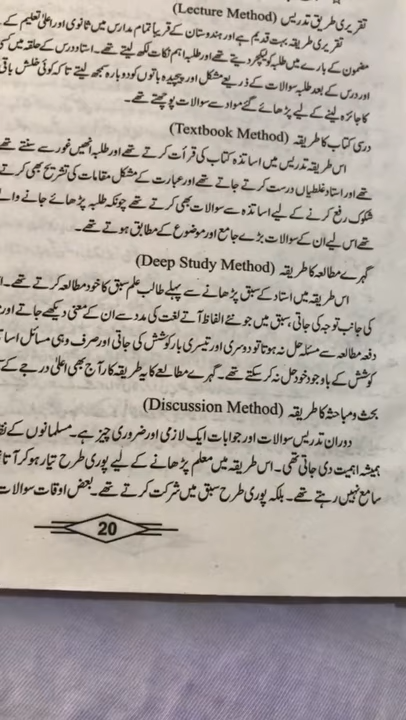 تقریری طریق تدریس (Lecture Method)
تقریری طریقہ بہت قدیم ہے اور ہندوستان کے قریباً تمام مدارس میں ثانوی اور اعلیٰ تعلیم کے
مضمون کے بارے میں طلبہ کو لیکچر دیتے تھے اور طلبہ اہم نکات لکھ لیتے تھے۔ استاد درس کے حلقہ میں
اور درس کے بعد طلبہ سوالات کے ذریعے مشکل اور پیچیدہ باتوں کو دوبارہ سمجھ لیتے تاکہ کوئی خلش باقی
کا جائزہ لینے کے لیے پڑھائے گئے مواد سے سوالات پوچھتے تھے۔
درسی کتاب کا طریقہ (Textbook Method)
اس طریقہ تدریس میں اساتذہ کتاب کی قرأت کرتے تھے اور طلبہ انھیں غور سے سنتے تھے
تھے اور استاد غلطیاں درست کرتے جاتے تھے اور عبارت کے مشکل مقامات کی تشریح بھی کرتے
شکوک رفع کرنے کے لیے اساتذہ سے سوالات بھی کرتے تھے چونکہ طلبہ پڑھائے جانے والے
تھے اس لیے ان کے سوالات بڑے جامع اور موضوع کے مطابق ہوتے تھے۔
گہرے مطالعہ کا طریقہ (Deep Study Method)
اس طریقہ میں استاد کے سبق پڑھانے سے پہلے طالب علم سبق کا خود مطالعہ کرتے تھے۔
کی جانب توجہ کی جاتی، سبق میں جو نئے الفاظ آتے لغت کی مدد سے ان کے معنی دیکھے جاتے اور
دفعہ مطالعہ سے مسئلہ حل نہ ہوتا تو دوسری اور تیسری بار کوشش کی جاتی اور صرف وہی مسائل
کوشش کے باوجود خود حل نہ کر سکتے تھے۔ گہرے مطالعے کا یہ طریقہ کار آج بھی اعلیٰ درجے کے
بحث و مباحثہ کا طریقہ (Discussion Method)
دوران تدریس سوالات اور جوابات ایک لازمی اور ضروری چیز ہے۔ مسلمانوں کے
ہمیشہ اہمیت دی جاتی تھی۔ اس طریقہ میں معلم پڑھانے کے لیے پوری طرح تیار ہو کر آتا
سامع نہیں رہتے تھے۔ بلکہ پوری طرح سبق میں شرکت کرتے تھے۔ بعض اوقات سوالات
20